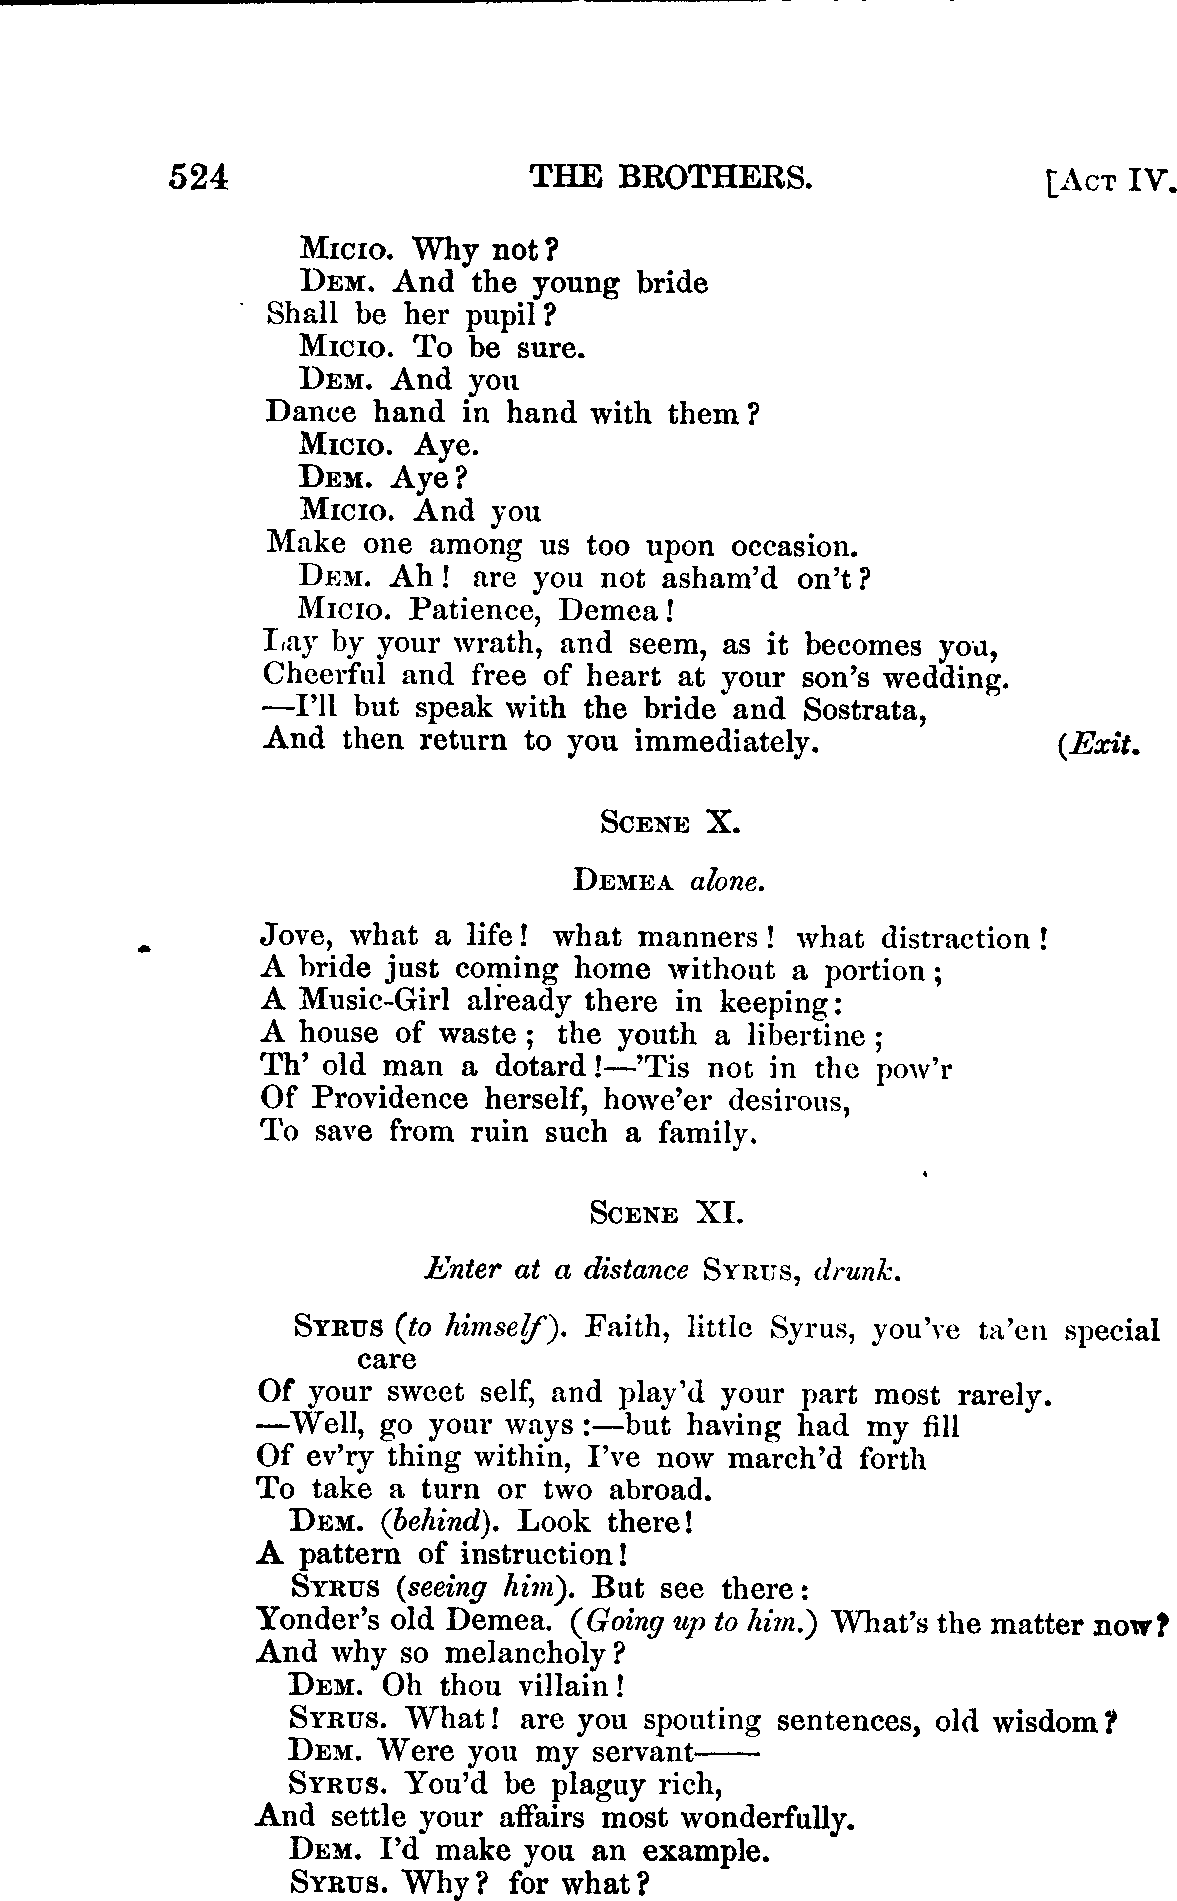 524 THE BROTHERS. [ACT IV.
MICIO. Why not?
DEM. And the young bride
Shall be her pupil?
MICIO. To be sure.
DEM. And you
Dance hand in hand with them?
MICIO. Aye.
DEM. Aye?
MICIO. And you
Make one among us too upon occasion.
DEM. Ah! are you not asham'd on't?
MICIO. Patience, Demea!
Lay by your wrath, and seem, as it becomes you,
Cheerful and free of heart at your son's wedding.
—I'll but speak with the bride and Sostrata,
And then return to you immediately. (Exit.
SCENE X.
DEMEA alone.
Jove, what a life! what manners! what distraction!
A bride just coming home without a portion;
A Music-Girl already there in keeping:
A house of waste; the youth a libertine;
Th' old man a dotard!—'Tis not in the pow'r
Of Providence herself, howe'er desirous,
To save from ruin such a family.
SCENE XI.
Enter at a distance SYRUS, drunk.
SYRUS (to himself). Faith, little Syrus, you've ta'en special
care
Of your sweet self, and play'd your part most rarely.
—Well, go your ways:—but having had my fill
Of ev'ry thing within, I've now march'd forth
To take a turn or two abroad.
DEM. (behind). Look there!
A pattern of instruction!
SYRUS (seeing him). But see there:
Yonder's old Demea. (Going up to him.) What's the matter now?
And why so melancholy?
DEM. Oh thou villain!
SYRUS. What! are you spouting sentences, old wisdom?
DEM. Were you my servant——
SYRUS. You'd be plaguy rich,
And settle your affairs most wonderfully.
DEM. I'd make you an example.
SYRUS. Why? for what?